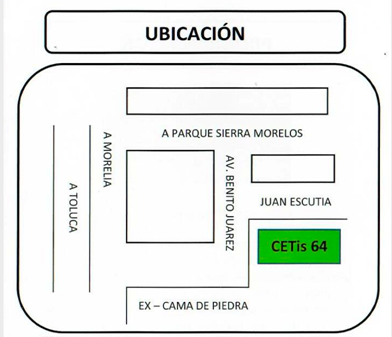 UBICACIÓN
A PARQUE SIERRA MORELOS
A MORELIA
A TOLUCA
AV. BENITO JUAREZ
JUAN ESCUTIA
CETis 64
EX – CAMA DE PIEDRA